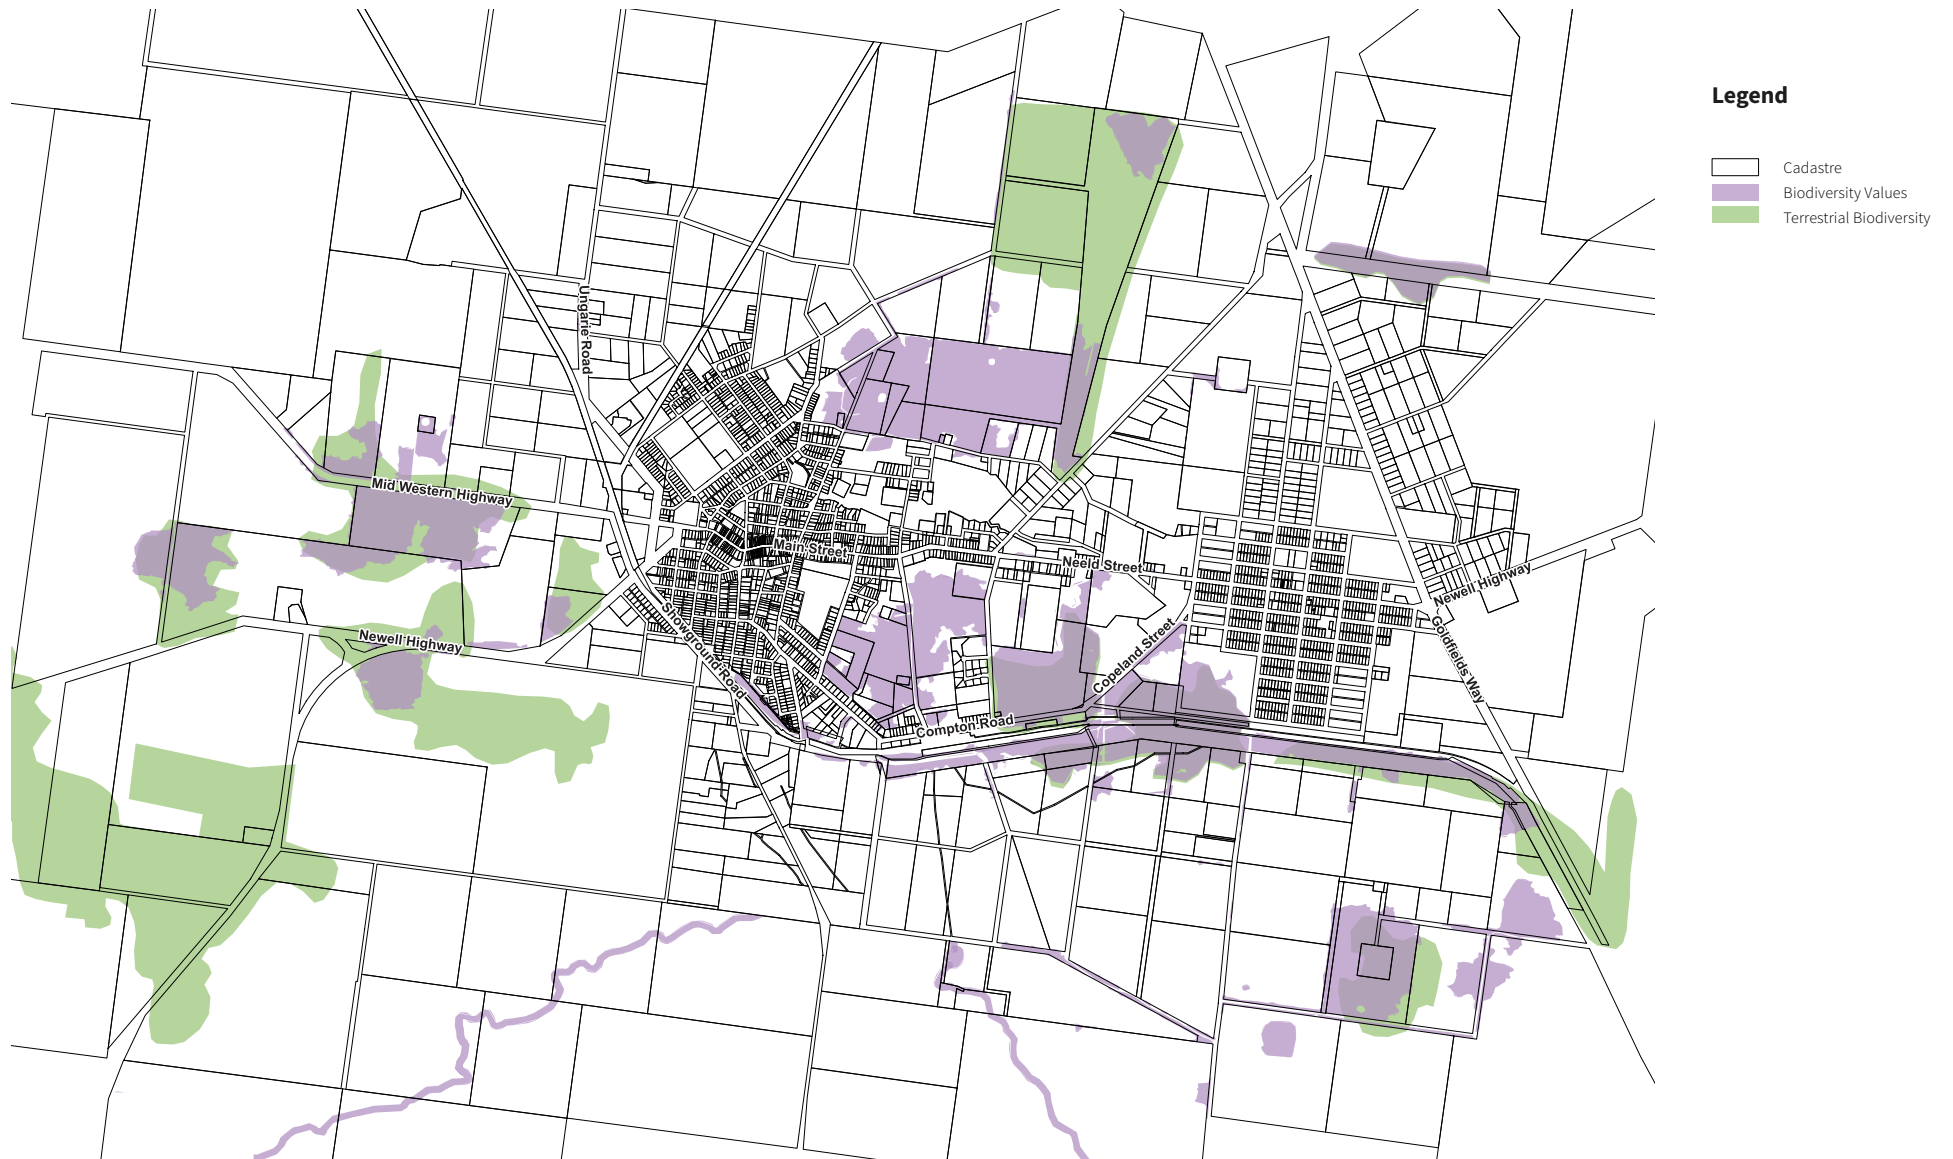 Legend
Cadastre
Biodiversity Values
Terrestrial Biodiversity
Ungarie Road
Mid Western Highway
Main Street
Neeld Street
Newell Highway
Newell Highway
Showground Road
Copeland Street
Goldfields Way
Compton Road